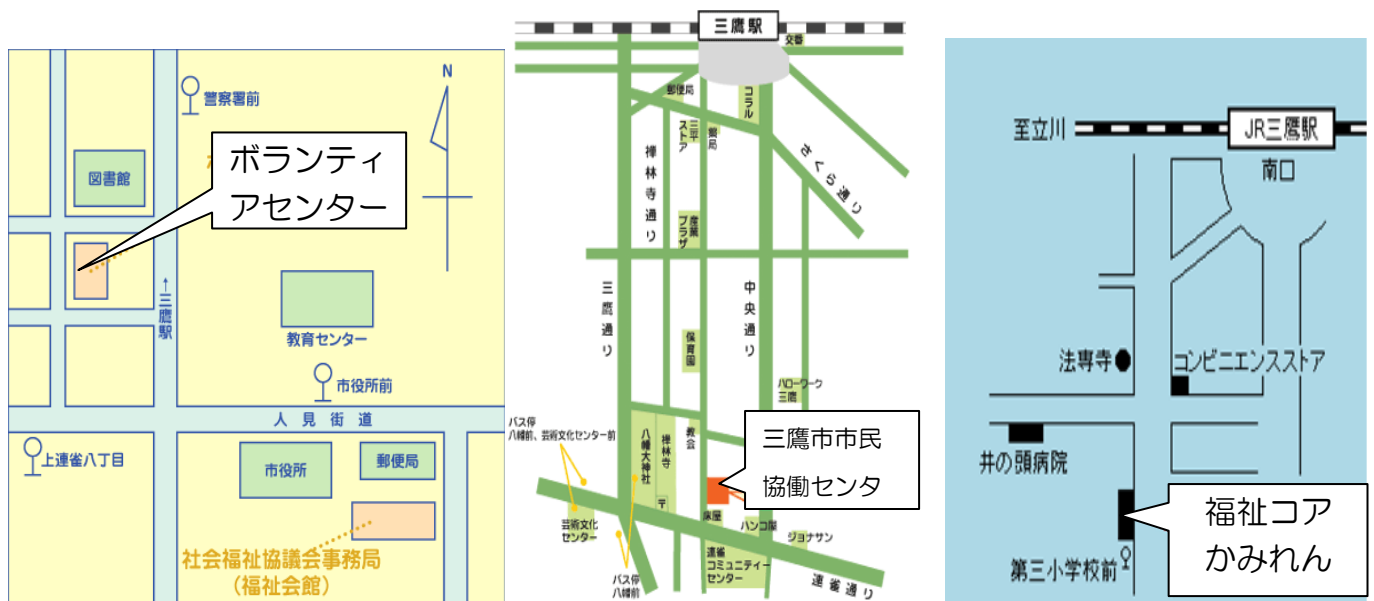 N
警察署前
図書館
ボランティ
アセンター
↑三鷹駅
教育センター
市役所前
人見街道
上連雀八丁目
市役所
郵便局
社会福祉協議会事務局
（福祉会館）
三鷹駅
交番
郵便局
コラル
三平
ストア
薬局
禅林寺通り
さくら通り
産業
プラザ
三鷹通り
中央通り
保育園
ハローワーク
三鷹
バス停
八幡前、芸術文化センター前
八幡大神社
禅林寺
教会
三鷹市市民
協働センタ
〒
床屋
ハンコ屋
ジョナサン
芸術文化
センター
連雀
コミュニティー
センター
バス停
八幡前
連雀通り
至立川
JR三鷹駅
南口
法専寺
コンビニエンスストア
井の頭病院
福祉コア
かみれん
第三小学校前